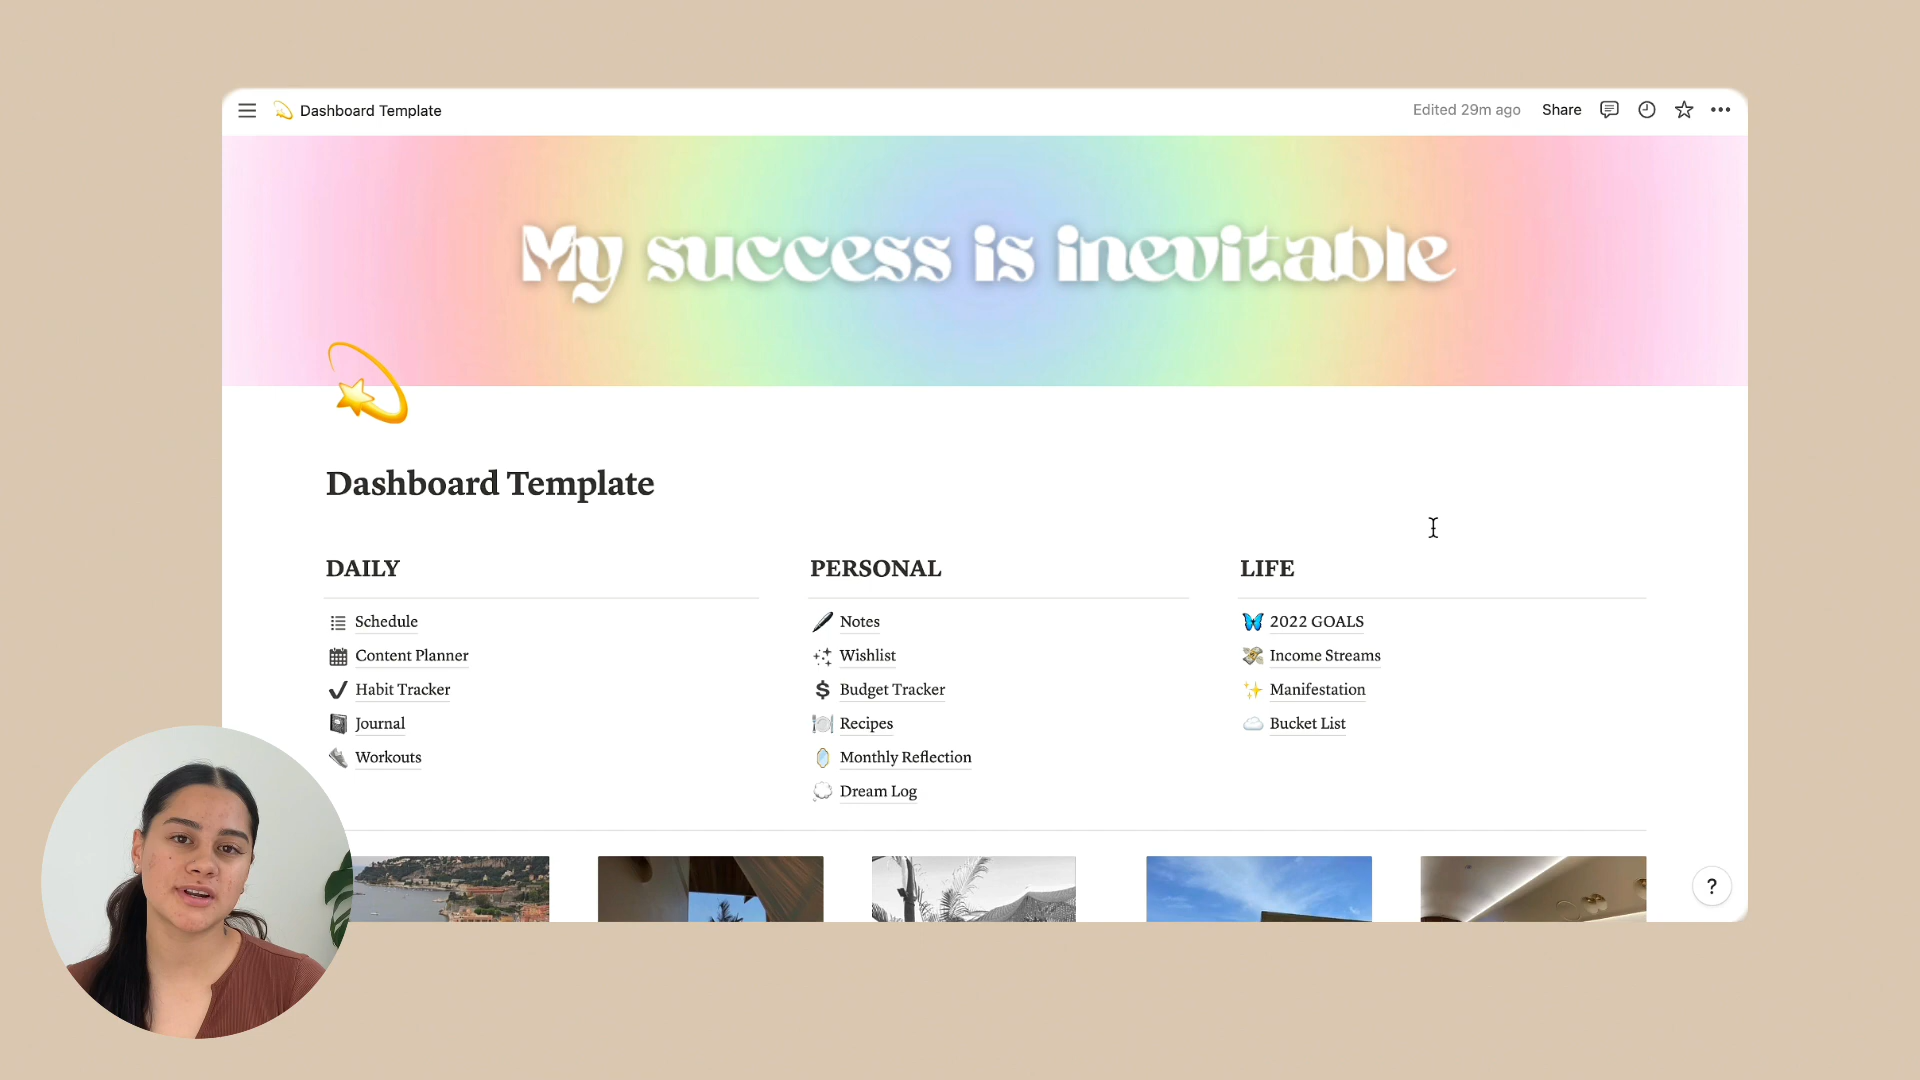 Dashboard Template
Edited 29m ago
Share
My success is inevitable
Dashboard Template
DAILY
Schedule
Content Planner
Habit Tracker
Journal
Workouts
PERSONAL
Notes
Wishlist
Budget Tracker
Recipes
Monthly Reflection
Dream Log
LIFE
2022 GOALS
Income Streams
Manifestation
Bucket List
?